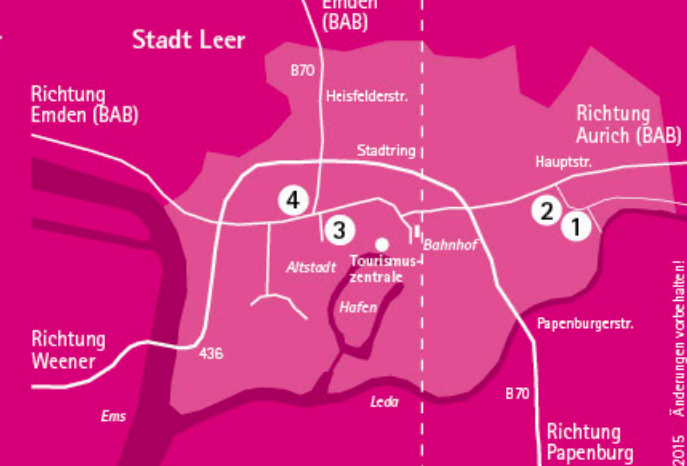 Emden
(BAB)
Stadt Leer
B70
Heisfelderstr.
Richtung
Emden (BAB)
Richtung
Aurich (BAB)
Stadtring
Hauptstr.
4
3
2
1
Bahnhof
Altstadt
Tourismus-
zentrale
Hafen
Richtung
Weener
436
Papenburgerstr.
Ems
Leda
B70
Richtung
Papenburg
2015 Änderungen vorbehalten!